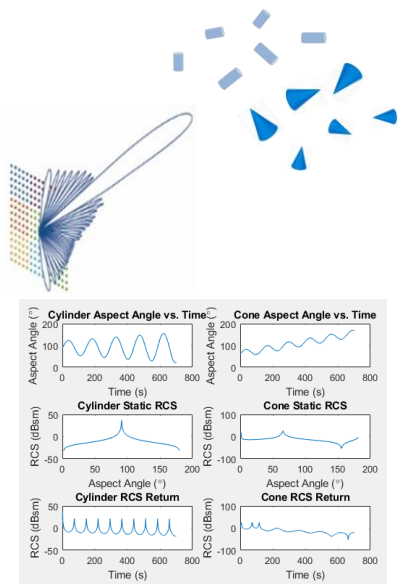 Cylinder Aspect Angle vs. Time
Aspect Angle (°)
200
100
0
0 200 400 600 800
Time (s)
Cone Aspect Angle vs. Time
Aspect Angle (°)
200
100
0
0 200 400 600 800
Time (s)
Cylinder Static RCS
RCS (dBsm)
50
0
-50
0 50 100 150 200
Aspect Angle (°)
Cone Static RCS
RCS (dBsm)
100
0
-100
0 50 100 150 200
Aspect Angle (°)
Cylinder RCS Return
RCS (dBsm)
50
0
-50
0 200 400 600 800
Time (s)
Cone RCS Return
RCS (dBsm)
100
0
-100
0 200 400 600 800
Time (s)